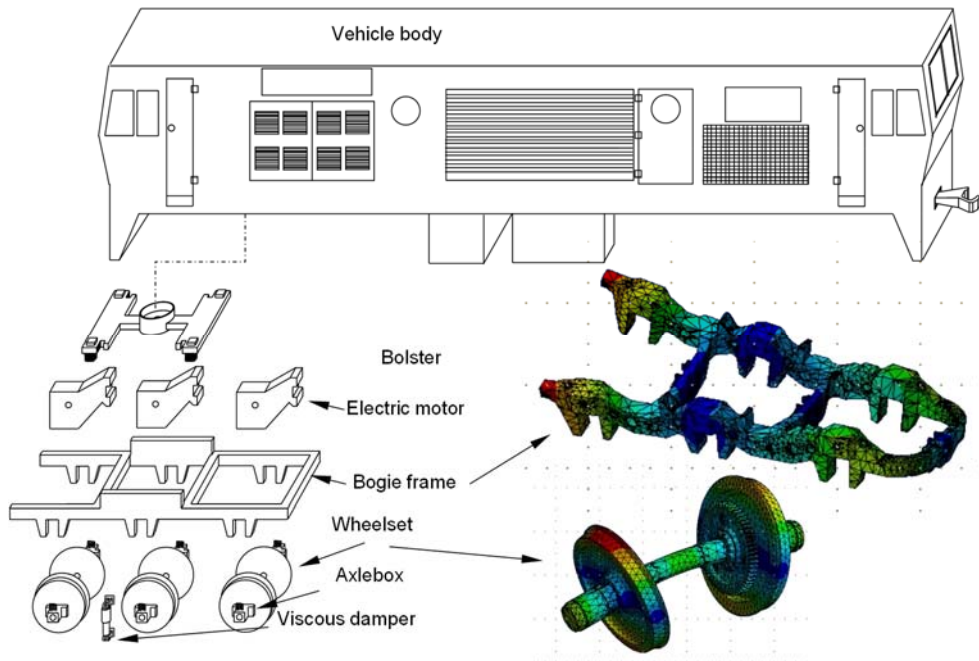 Vehicle body
Bolster
Electric motor
Bogie frame
Wheelset
Axlebox
Viscous damper